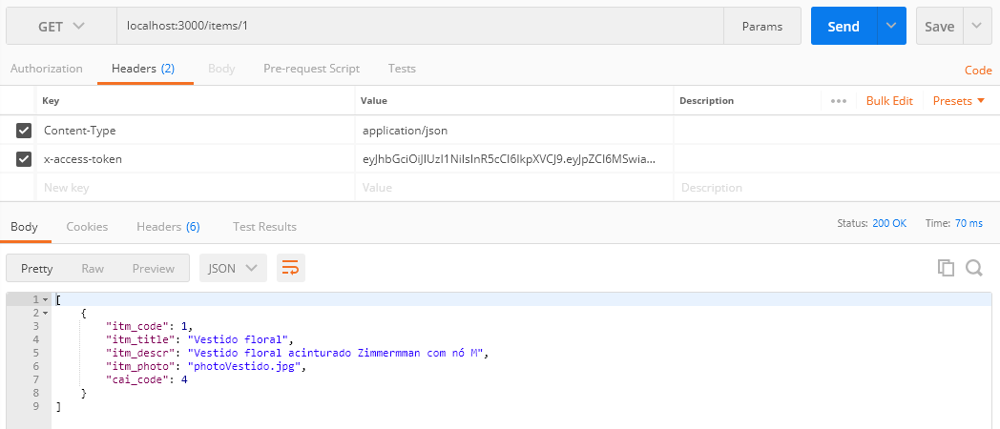 GET localhost:3000/items/1 Params Send Save
Authorization Headers (2) Body Pre-request Script Tests Code
Key Value Description ••• Bulk Edit Presets
Content-Type application/json
x-access-token eyJhbGciOiJIUzI1NiIsInR5cCI6IkpXVCJ9.eyJpZCI6MSwia...
New key Value Description
Body Cookies Headers (6) Test Results Status: 200 OK Time: 70 ms
Pretty Raw Preview JSON
1 [
2 {
3 "itm_code": 1,
4 "itm_title": "Vestido floral",
5 "itm_descr": "Vestido floral acinturado Zimmermman com nó M",
6 "itm_photo": "photoVestido.jpg",
7 "cai_code": 4
8 }
9 ]